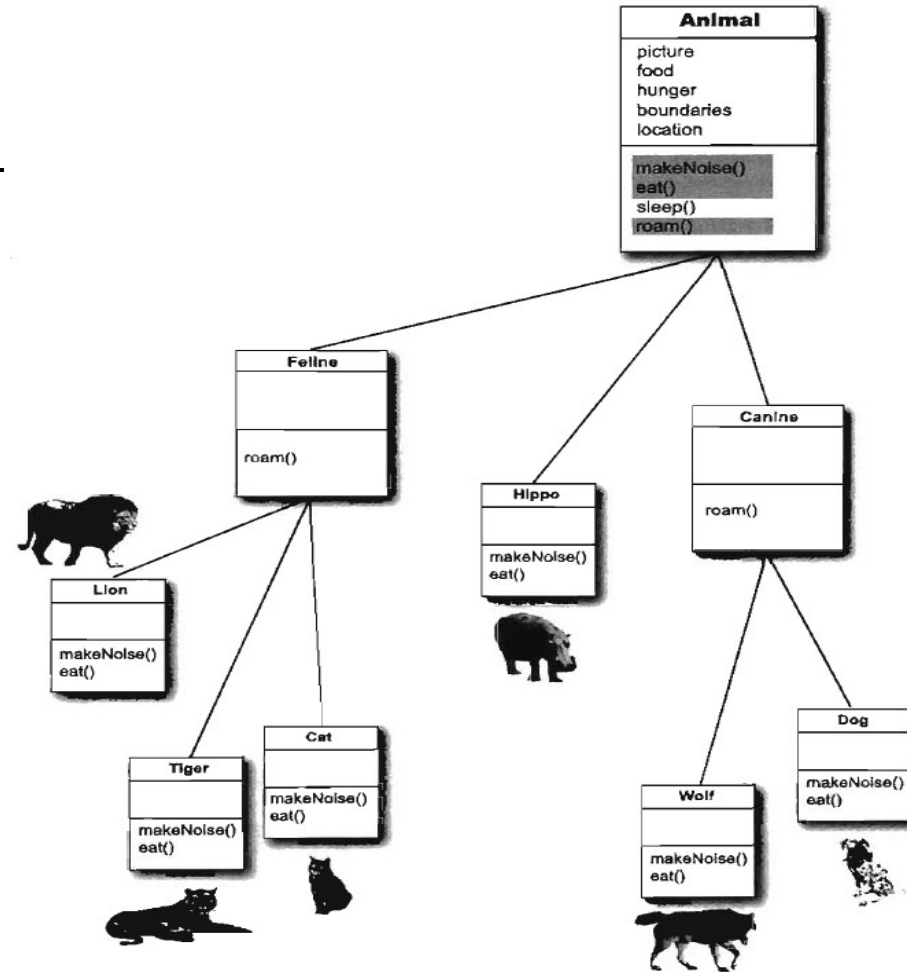 Animal
picture
food
hunger
boundaries
location
makeNoise()
eat()
sleep()
roam()
Feline
roam()
Canine
roam()
Hippo
makeNoise()
eat()
Lion
makeNoise()
eat()
Tiger
makeNoise()
eat()
Cat
makeNoise()
eat()
Wolf
makeNoise()
eat()
Dog
makeNoise()
eat()